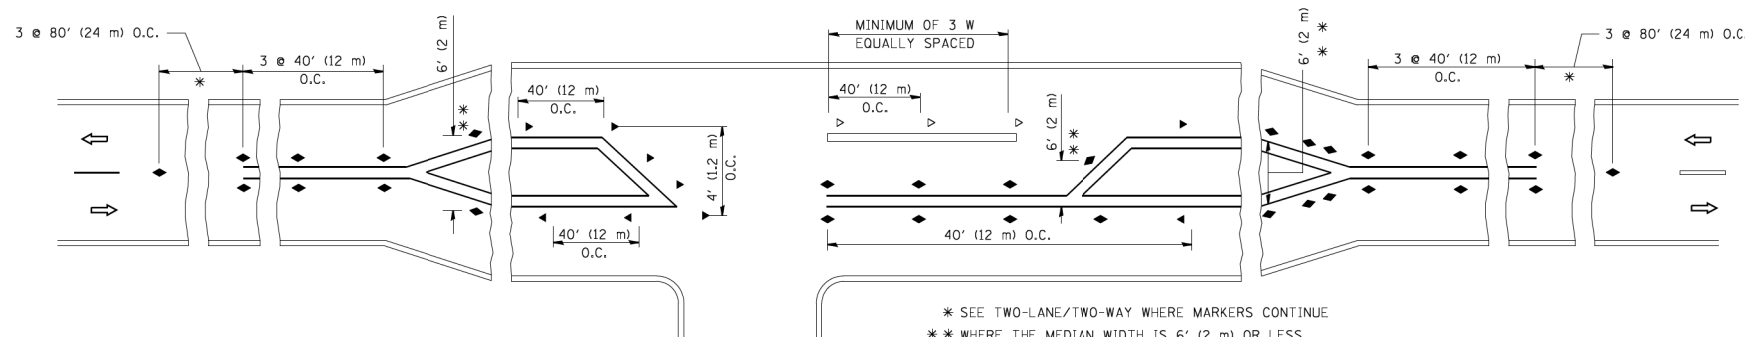 3 @ 80' (24 m) O.C.
3 @ 40' (12 m)
O.C.
6' (2 m)
**
40' (12 m)
O.C.
MINIMUM OF 3 W
EQUALLY SPACED
40' (12 m)
O.C.
6' (2 m)
**
6' (2 m)
**
3 @ 40' (12 m)
O.C.
3 @ 80' (24 m) O.C.
*
*
4' (1.2 m)
O.C.
40' (12 m)
O.C.
40' (12 m) O.C.
* SEE TWO-LANE/TWO-WAY WHERE MARKERS CONTINUE
** WHERE THE MEDIAN WIDTH IS 6' (2 m) OR LESS